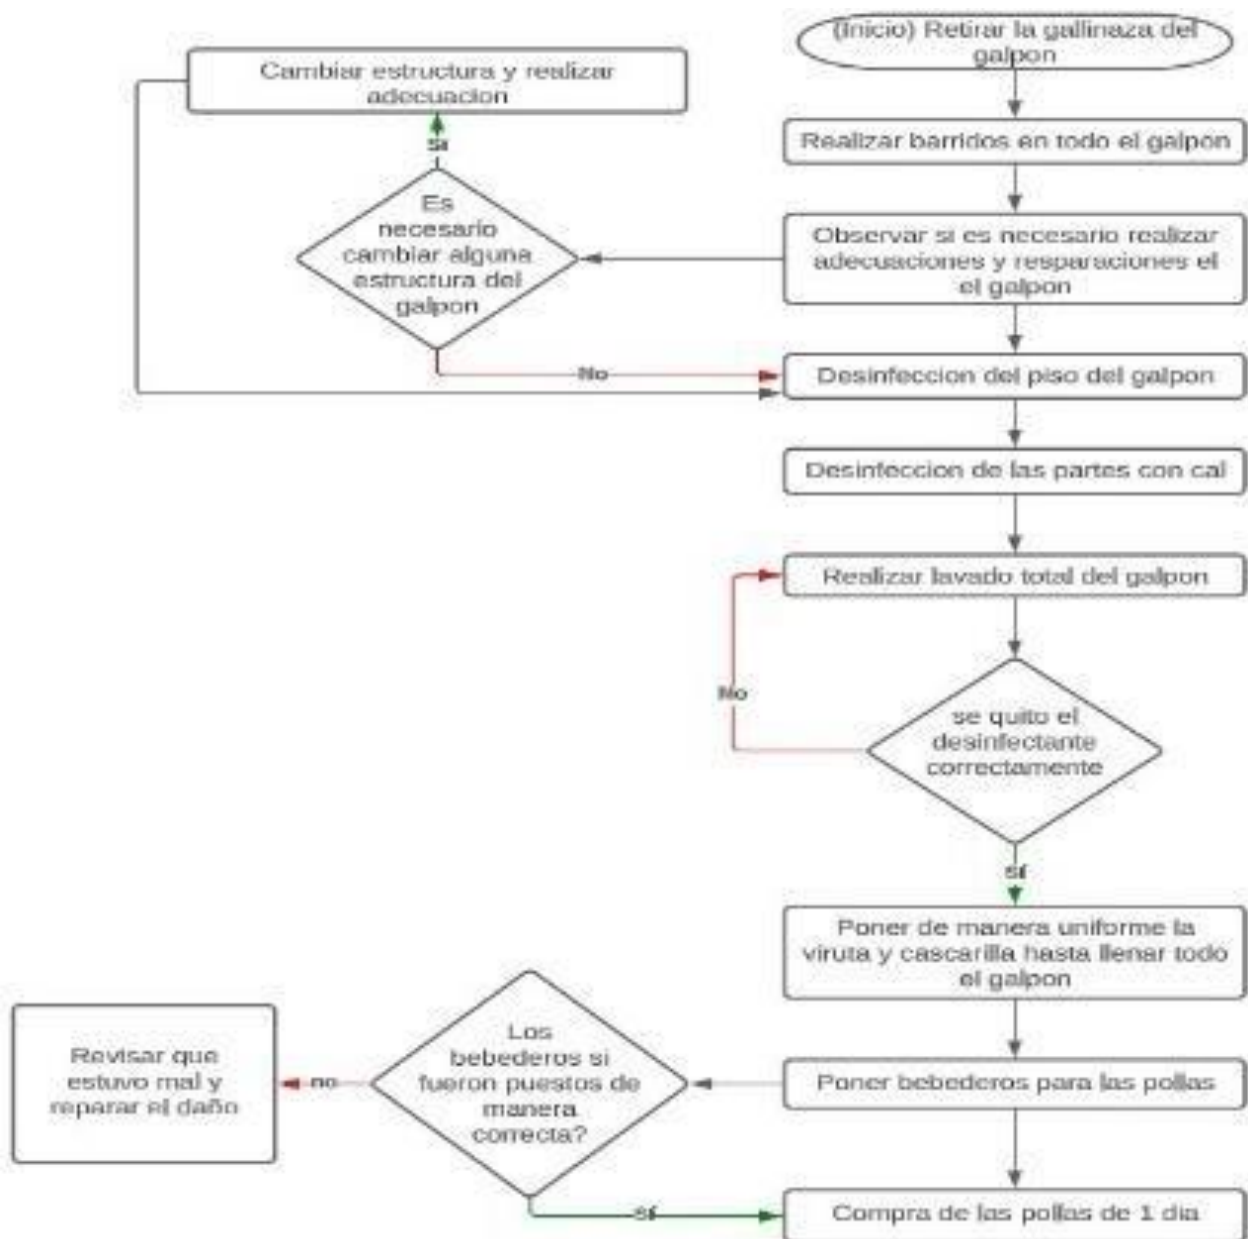 (Inicio) Retirar la gallinaza del
galpon
Realizar barridos en todo el galpon
Observar si es necesario realizar
adecuaciones y resparaciones el
el galpon
Es
necesario
cambiar alguna
estructura del
galpon
Si
Cambiar estructura y realizar
adecuacion
No
Desinfeccion del piso del galpon
Desinfeccion de las partes con cal
Realizar lavado total del galpon
se quito el
desinfectante
correctamente
No
Sí
Poner de manera uniforme la
viruta y cascarilla hasta llenar todo
el galpon
Poner bebederos para las pollas
Los
bebederos si
fueron puestos de
manera
correcta?
no
Revisar que
estuvo mal y
reparar el daño
Sí
Compra de las pollas de 1 dia